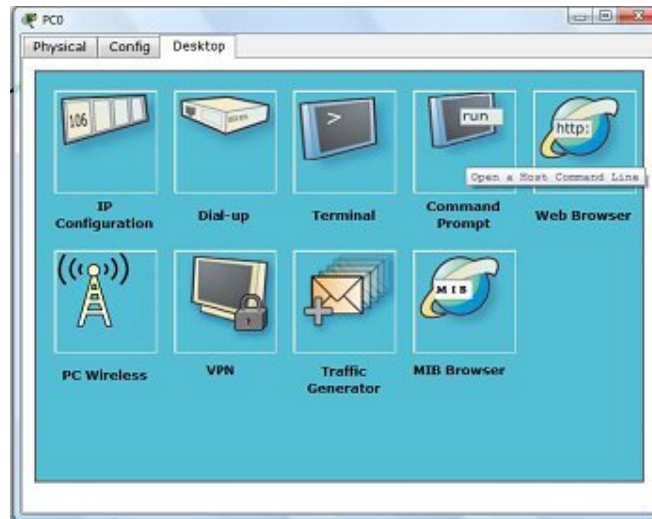 PC0
Physical Config Desktop
106
>
run
http:
Open a Host Command Line
IP Configuration
Dial-up
Terminal
Command Prompt
Web Browser
MIB
PC Wireless
VPN
Traffic Generator
MIB Browser